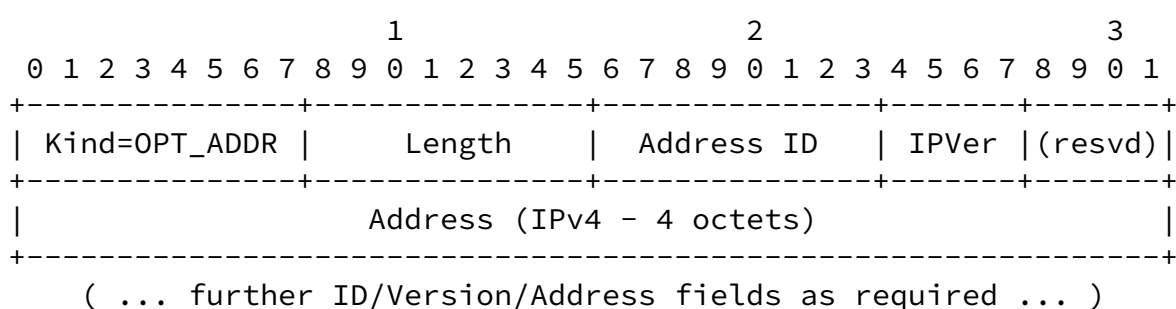 1                   2                   3
 0 1 2 3 4 5 6 7 8 9 0 1 2 3 4 5 6 7 8 9 0 1 2 3 4 5 6 7 8 9 0 1
+---------------+---------------+---------------+-------+-------+
| Kind=OPT_ADDR |     Length    |  Address ID   | IPVer |(resvd)|
+---------------+---------------+---------------+-------+-------+
|                   Address (IPv4 - 4 octets)                   |
+---------------------------------------------------------------+
    ( ... further ID/Version/Address fields as required ... )